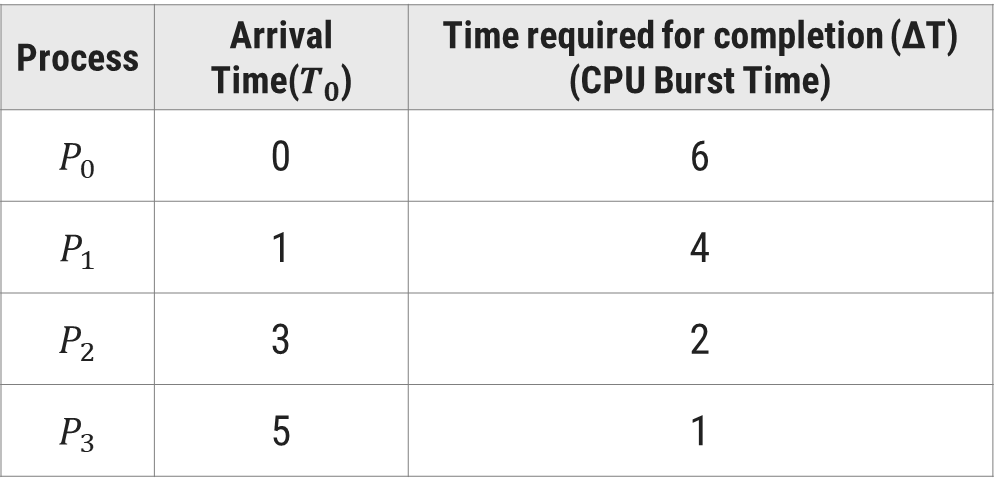 Process
Arrival
Time(T₀)
Time required for completion (ΔT)
(CPU Burst Time)
P₀ 0 6
P₁ 1 4
P₂ 3 2
P₃ 5 1